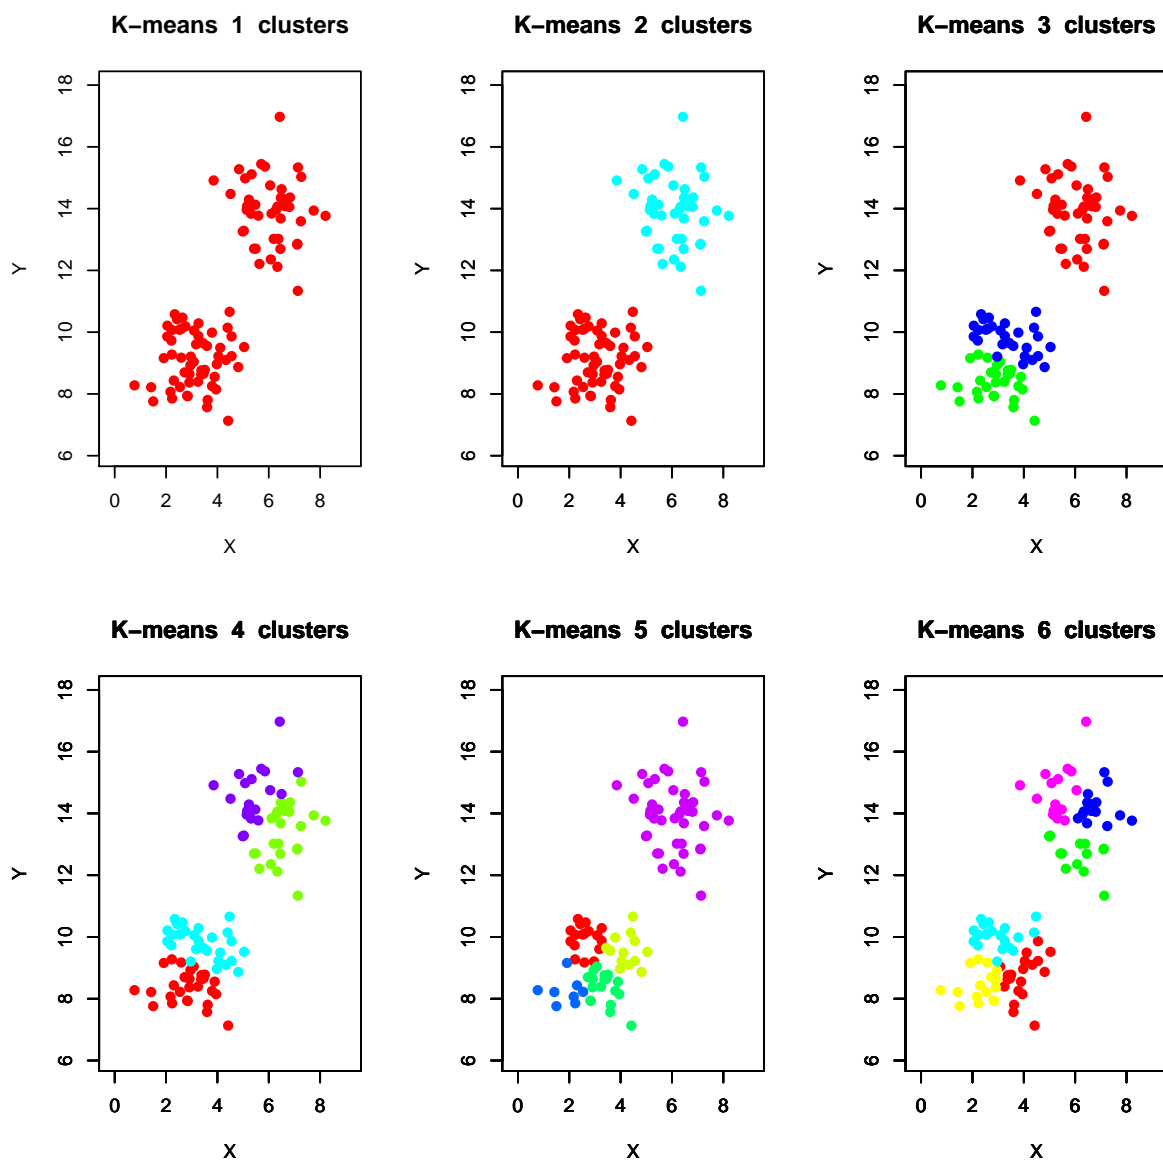 K−means 1 clusters
K−means 2 clusters
K−means 3 clusters
18
16
14
12
10
8
6
Y
0 2 4 6 8
X
18
16
14
12
10
8
6
Y
0 2 4 6 8
X
18
16
14
12
10
8
6
Y
0 2 4 6 8
X
K−means 4 clusters
K−means 5 clusters
K−means 6 clusters
18
16
14
12
10
8
6
Y
0 2 4 6 8
X
18
16
14
12
10
8
6
Y
0 2 4 6 8
X
18
16
14
12
10
8
6
Y
0 2 4 6 8
X